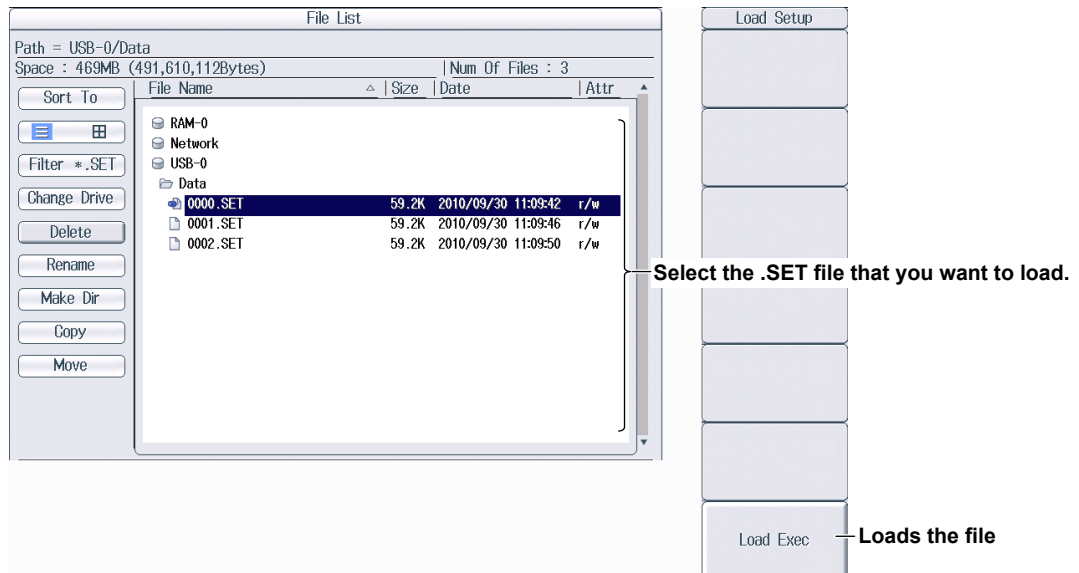 File List
Path = USB-0/Data
Space : 469MB (491,610,112Bytes) Num Of Files : 3
File Name Size Date Attr
Sort To
Filter *.SET
Change Drive
Delete
Rename
Make Dir
Copy
Move
RAM-0
Network
USB-0
Data
0000.SET 59.2K 2010/09/30 11:09:42 r/w
0001.SET 59.2K 2010/09/30 11:09:46 r/w
0002.SET 59.2K 2010/09/30 11:09:50 r/w
Select the .SET file that you want to load.
Load Setup
Load Exec
Loads the file